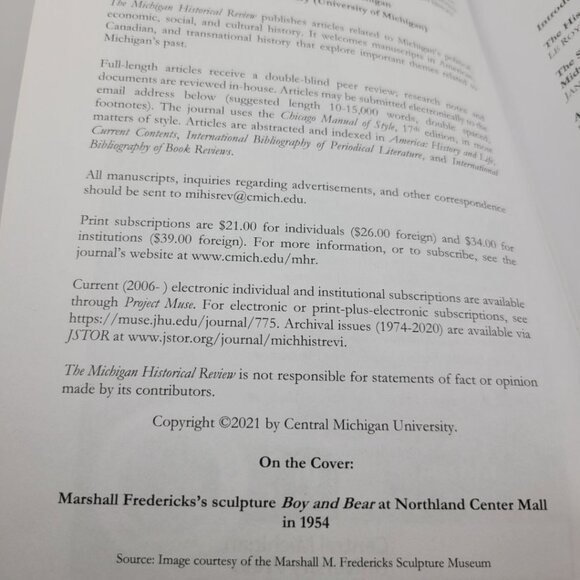 igan
(University of Michigan)
The Michigan Historical Review publishes articles related to Michigan's political,
economic, social, and cultural history. It welcomes manuscripts in American,
Canadian, and transnational history that explore important themes related to
Michigan's past.
Full-length articles receive a double-blind peer review; research notes and
documents are reviewed in-house. Articles may be submitted electronically to the
email address below (suggested length 10-15,000 words, double spaced,
footnotes). The journal uses the Chicago Manual of Style, 17th edition, in most
matters of style. Articles are abstracted and indexed in America: History and Life,
Current Contents, International Bibliography of Periodical Literature, and International
Bibliography of Book Reviews.
All manuscripts, inquiries regarding advertisements, and other correspondence
should be sent to mihisrev@cmich.edu.
Print subscriptions are $21.00 for individuals ($26.00 foreign) and $34.00 for
institutions ($39.00 foreign). For more information, or to subscribe, see the
journal's website at www.cmich.edu/mhr.
Current (2006- ) electronic individual and institutional subscriptions are available
through Project Muse. For electronic or print-plus-electronic subscriptions, see
https://muse.jhu.edu/journal/775. Archival issues (1974-2020) are available via
JSTOR at www.jstor.org/journal/michhistrevi.
The Michigan Historical Review is not responsible for statements of fact or opinion
made by its contributors.
Copyright ©2021 by Central Michigan University.
On the Cover:
Marshall Fredericks's sculpture Boy and Bear at Northland Center Mall
in 1954
Source: Image courtesy of the Marshall M. Fredericks Sculpture Museum
Introdu
The Ho
LE ROY
The S
Mid
JAN
A